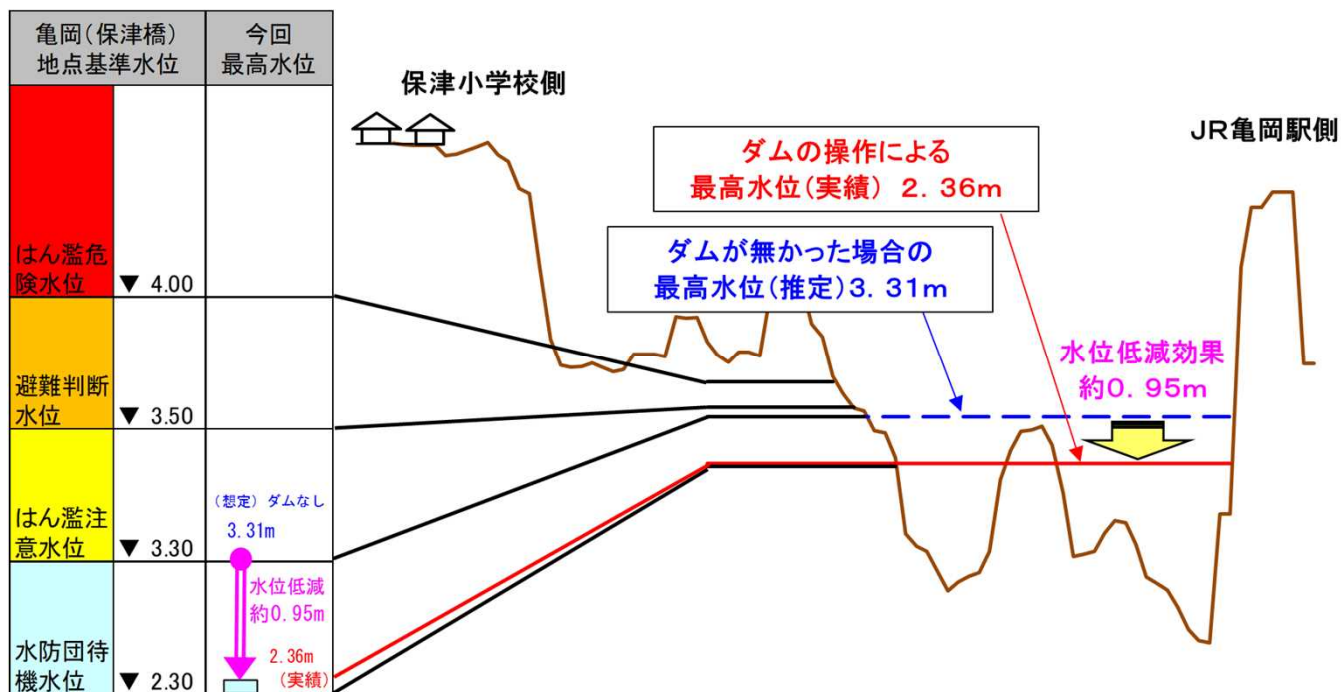 亀岡(保津橋)
地点基準水位
今回
最高水位
はん濫危
険水位
▼ 4.00
避難判断
水位
▼ 3.50
はん濫注
意水位
▼ 3.30
水防団待
機水位
▼ 2.30
(想定) ダムなし
3.31m
水位低減
約0.95m
2.36m
(実績)
保津小学校側
JR亀岡駅側
ダムの操作による
最高水位(実績) 2.36m
ダムが無かった場合の
最高水位(推定)3.31m
水位低減効果
約0.95m